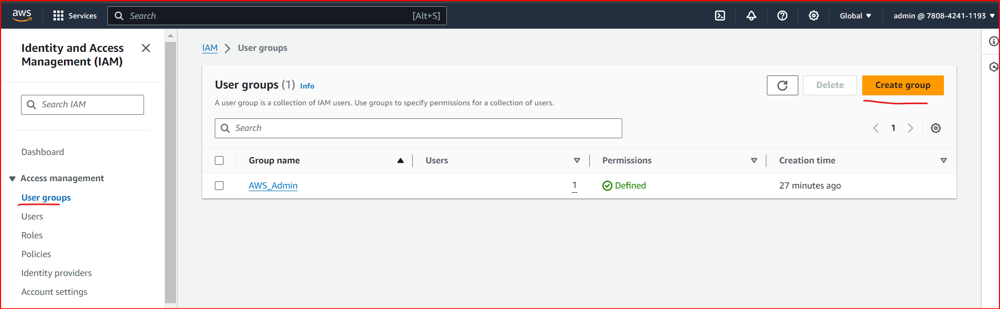 aws Services Search [Alt+S] Global admin @ 7808-4241-1193
Identity and Access
Management (IAM)
Search IAM
Dashboard
Access management
User groups
Users
Roles
Policies
Identity providers
Account settings
IAM User groups
User groups (1) Info
Delete Create group
A user group is a collection of IAM users. Use groups to specify permissions for a collection of users.
Search
1
Group name Users Permissions Creation time
AWS_Admin 1 Defined 27 minutes ago